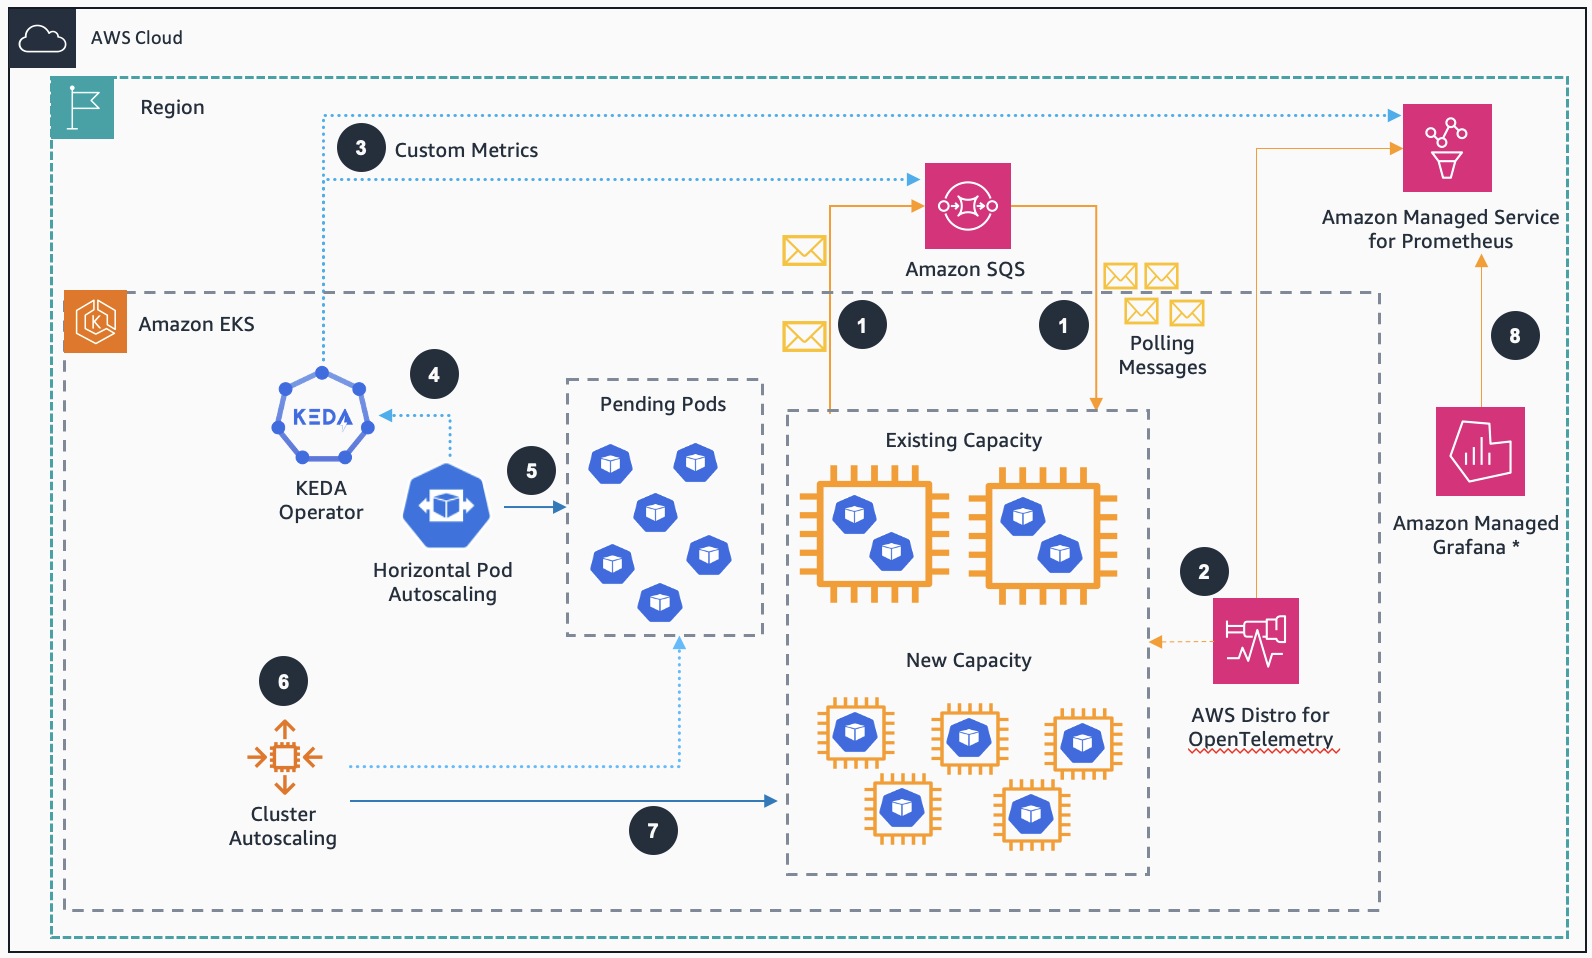 AWS Cloud
Region
3
Custom Metrics
Amazon SQS
Amazon Managed Service
for Prometheus
Amazon EKS
1
1
Polling
Messages
8
4
KEDA
KEDA
Operator
5
Pending Pods
Existing Capacity
Horizontal Pod
Autoscaling
Amazon Managed
Grafana *
2
New Capacity
AWS Distro for
OpenTelemetry
6
Cluster
Autoscaling
7